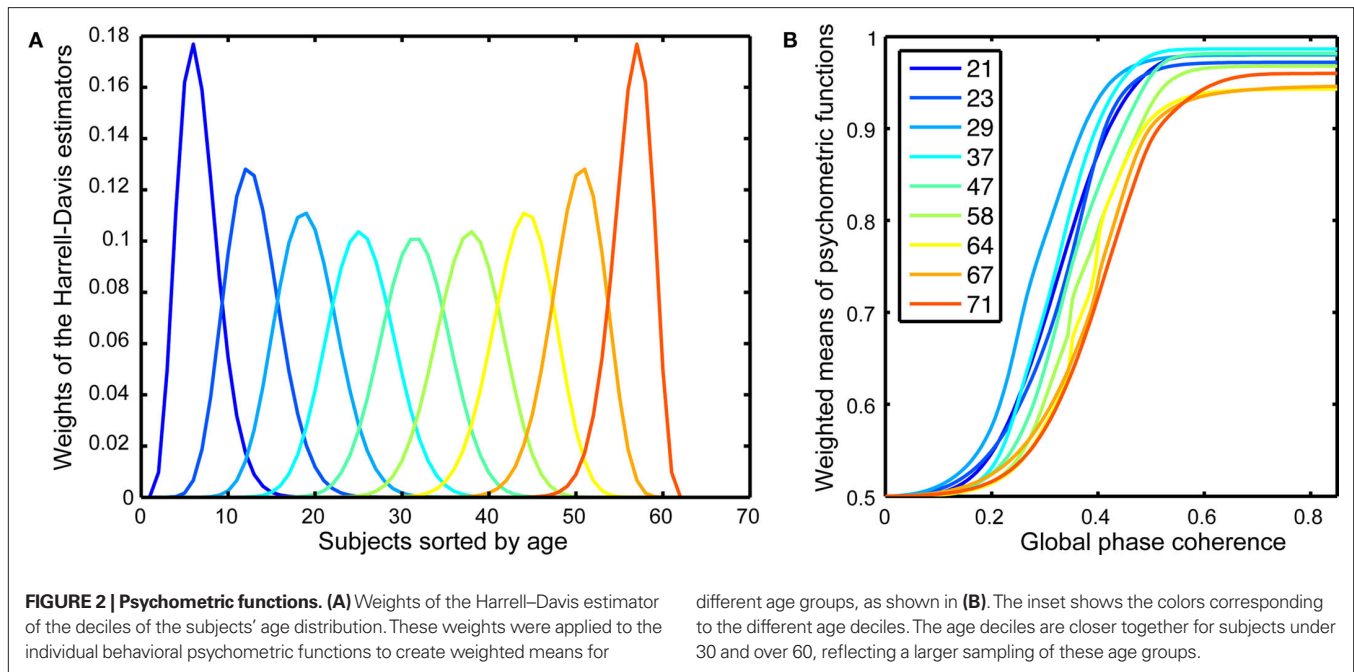 A
Weights of the Harrell-Davis estimators
0.18
0.16
0.14
0.12
0.1
0.08
0.06
0.04
0.02
0
0 10 20 30 40 50 60 70
Subjects sorted by age
B
Weighted means of psychometric functions
1
0.9
0.8
0.7
0.6
0.5
21
23
29
37
47
58
64
67
71
0 0.2 0.4 0.6 0.8
Global phase coherence
FIGURE 2 | Psychometric functions. (A) Weights of the Harrell–Davis estimator
of the deciles of the subjects' age distribution. These weights were applied to the
individual behavioral psychometric functions to create weighted means for
different age groups, as shown in (B). The inset shows the colors corresponding
to the different age deciles. The age deciles are closer together for subjects under
30 and over 60, reflecting a larger sampling of these age groups.